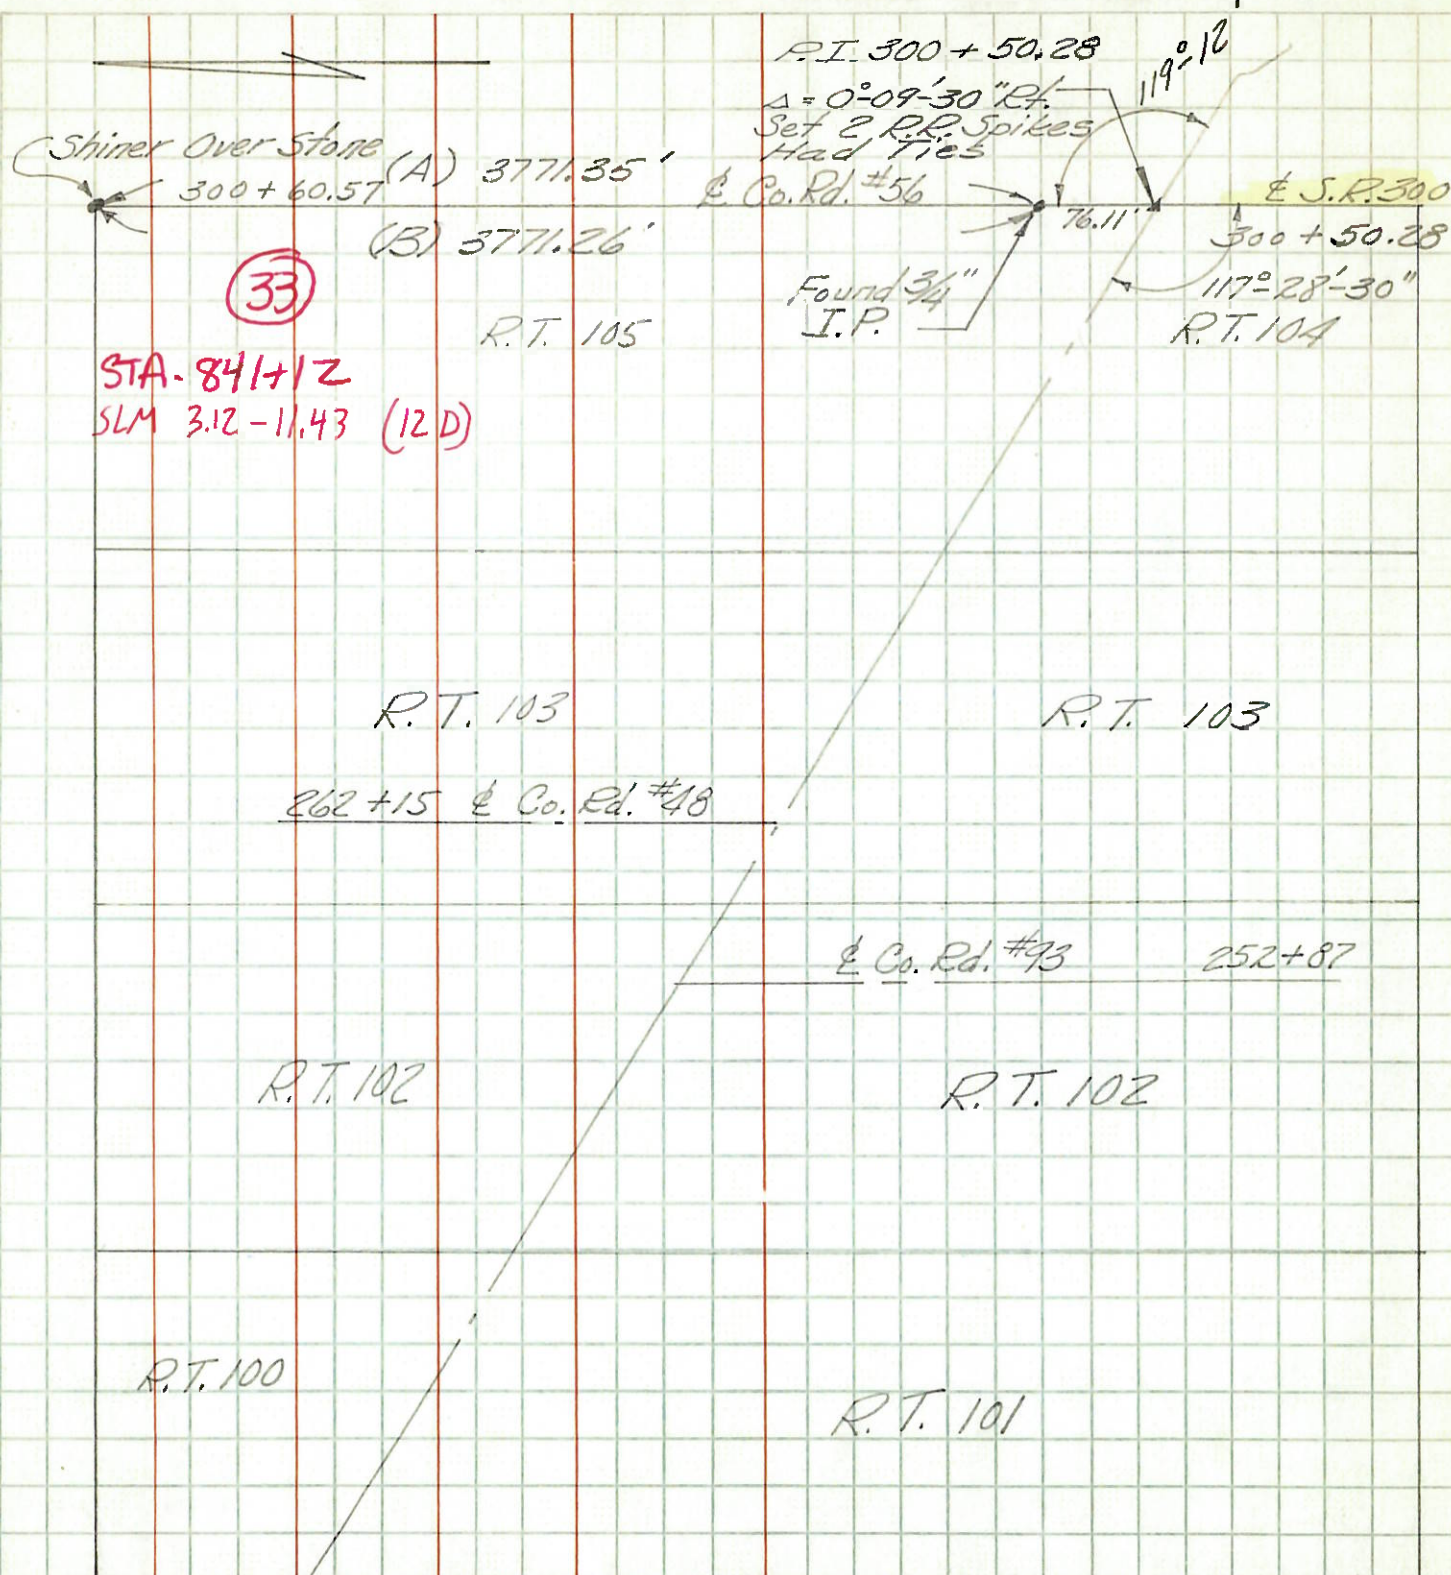 P.I. 300 + 50.28
119°-12'
Δ = 0°-09'-30" Rt.
Set 2 R.R. Spikes
Had Ties
Shiner Over Stone
300 + 60.57
(A) 3771.35'
℄ Co. Rd. #56
76.11'
℄ S.R. 300
300 + 50.28
(B) 3771.26'
33
Found 3/4"
I.P.
117°-28'-30"
R.T. 105
R.T. 104
STA. 841+12
SLM 3.12 - 11.43 (12D)
R.T. 103
R.T. 103
262 + 15 ℄ Co. Rd. #48
℄ Co. Rd. #93 252+87
R.T. 102
R.T. 102
R.T. 100
R.T. 101